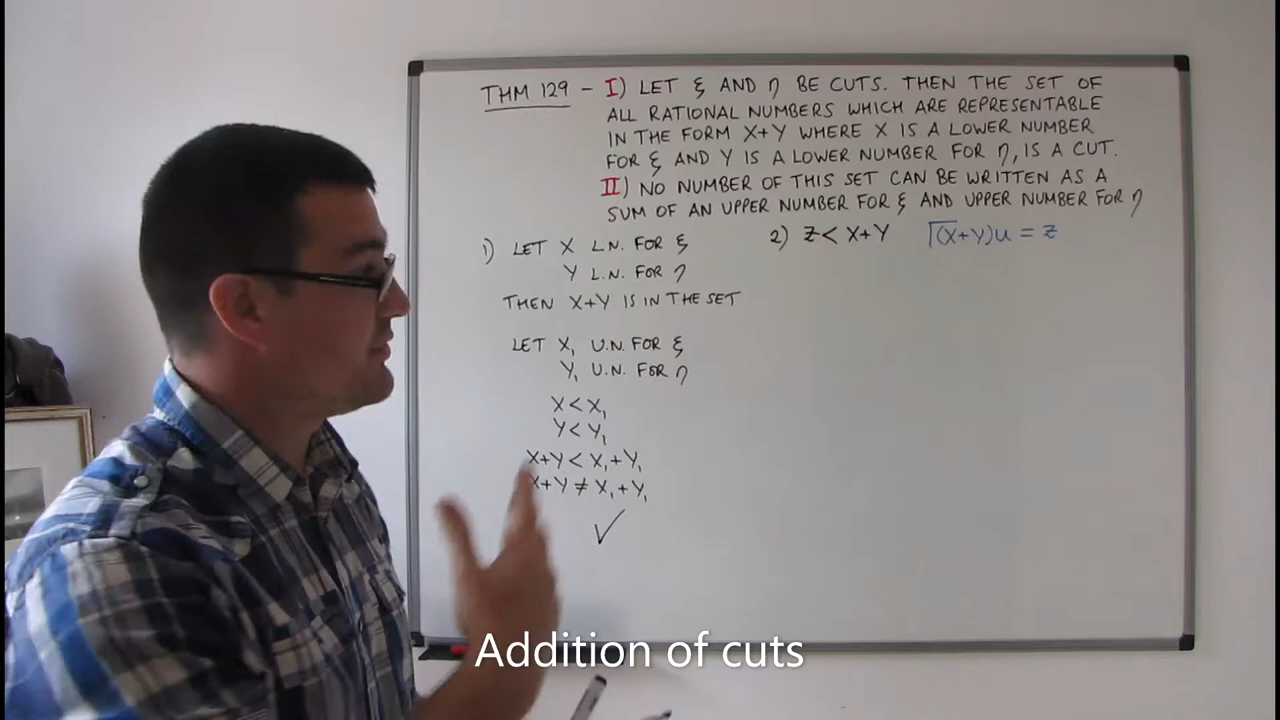 THM 129 - I) LET ξ AND η BE CUTS. THEN THE SET OF
ALL RATIONAL NUMBERS WHICH ARE REPRESENTABLE
IN THE FORM X+Y WHERE X IS A LOWER NUMBER
FOR ξ AND Y IS A LOWER NUMBER FOR η, IS A CUT.
II) NO NUMBER OF THIS SET CAN BE WRITTEN AS A
SUM OF AN UPPER NUMBER FOR ξ AND UPPER NUMBER FOR η
1) LET X L.N. FOR ξ
Y L.N. FOR η
THEN X+Y IS IN THE SET
LET X₁ U.N. FOR ξ
Y₁ U.N. FOR η
X < X₁
Y < Y₁
X+Y < X₁+Y₁
X+Y ≠ X₁+Y₁
✓
2) Z < X+Y
(X+Y)u = Z
Addition of cuts